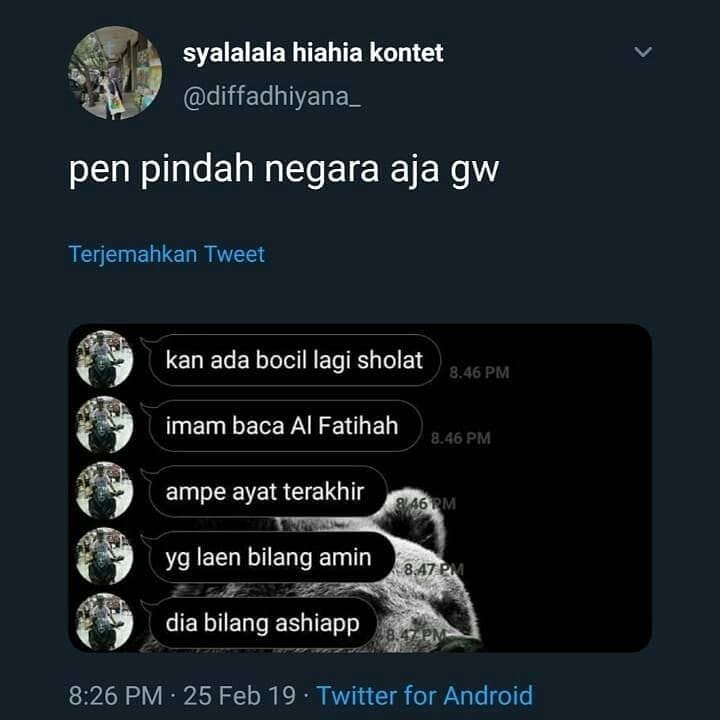 syalalala hiahia kontet
@diffadhiyana_
pen pindah negara aja gw
Terjemahkan Tweet
kan ada bocil lagi sholat
8.46 PM
imam baca Al Fatihah
8.46 PM
ampe ayat terakhir
8.46 PM
yg laen bilang amin
8.47 PM
dia bilang ashiapp
8.47 PM
8:26 PM · 25 Feb 19 · Twitter for Android